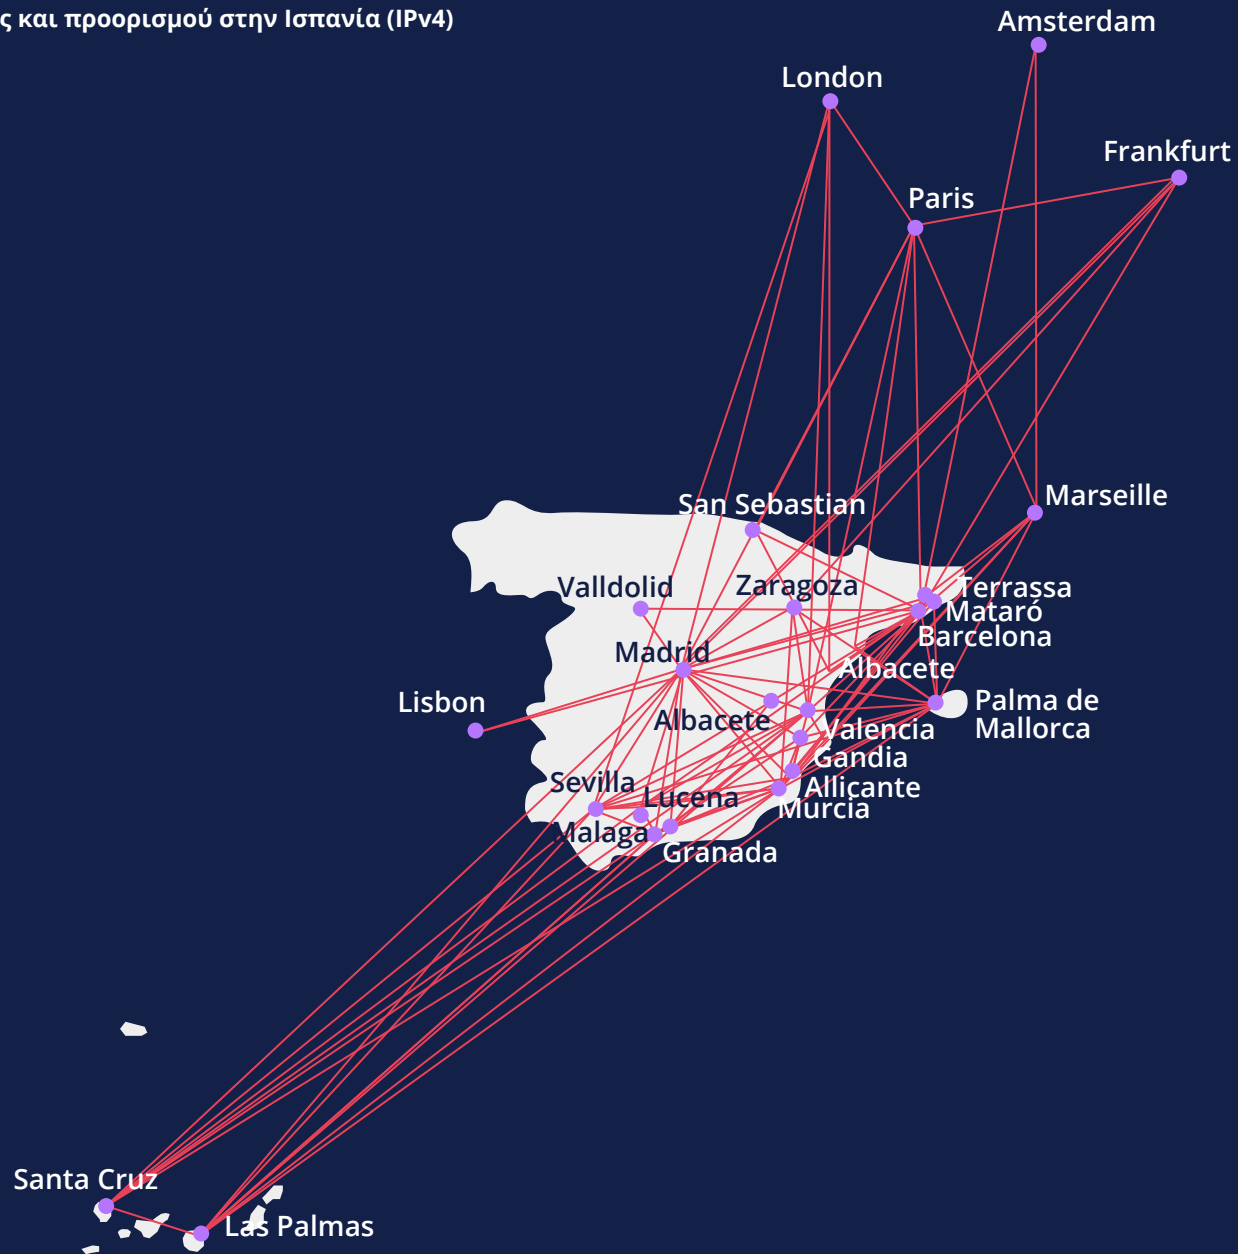 ς και προορισμού στην Ισπανία (IPv4)
Amsterdam
London
Frankfurt
Paris
Marseille
San Sebastian
Valldolid
Zaragoza
Terrassa
Mataró
Barcelona
Madrid
Albacete
Lisbon
Palma de
Mallorca
Albacete
Valencia
Gandia
Sevilla
Lucena
Allicante
Murcia
Malaga
Granada
Santa Cruz
Las Palmas